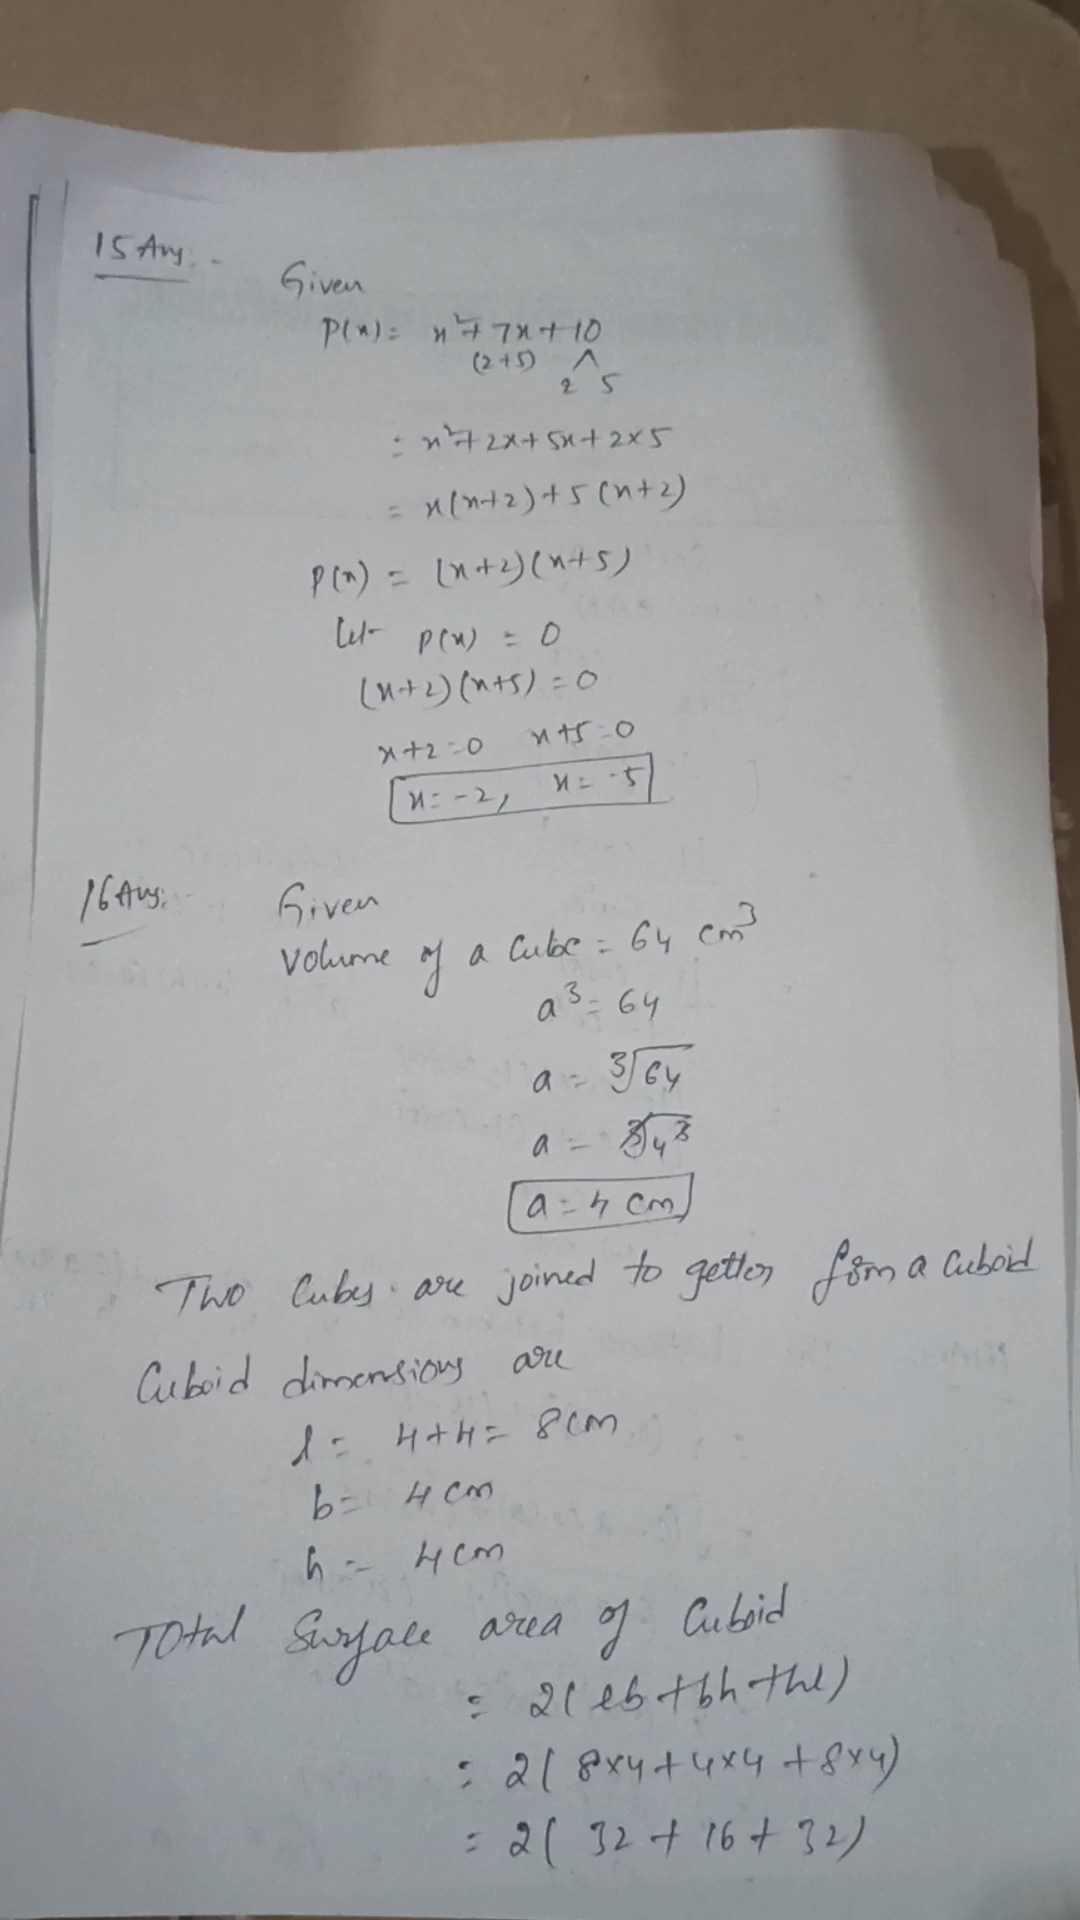 15 Ans:-
Given
P(x) = x²+7x+10
(2+5)
2 5
= x²+2x+5x+2×5
= x(x+2)+5(x+2)
P(x) = (x+2)(x+5)
Let P(x) = 0
(x+2)(x+5)=0
x+2=0 x+5=0
x=-2, x=-5
16 Ans:-
Given
Volume of a Cube = 64 cm³
a³=64
a = ³√64
a = ³√4³
a=4 cm
Two Cubes are joined to getter form a Cuboid
Cuboid dimensions are
l = 4+4= 8cm
b= 4 cm
h = 4 cm
Total Surface area of Cuboid
= 2(lb+bh+hl)
= 2(8×4+4×4+8×4)
= 2(32+16+32)